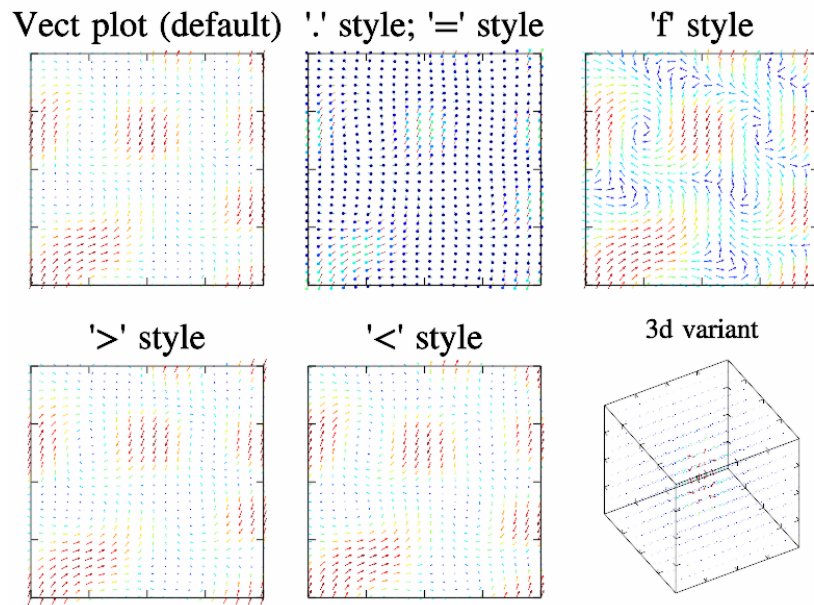 Vect plot (default)
'.' style; '=' style
'f' style
'>' style
'<' style
3d variant